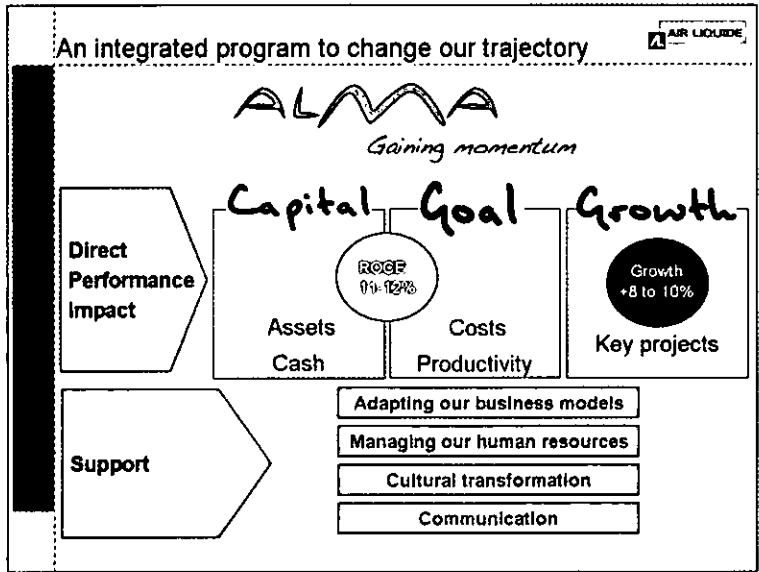 An integrated program to change our trajectory
AIR LIQUIDE
ALMA
Gaining momentum
Capital
Goal
Growth
Direct
Performance
Impact
ROCE
11-12%
Assets
Cash
Costs
Productivity
Growth
+8 to 10%
Key projects
Support
Adapting our business models
Managing our human resources
Cultural transformation
Communication